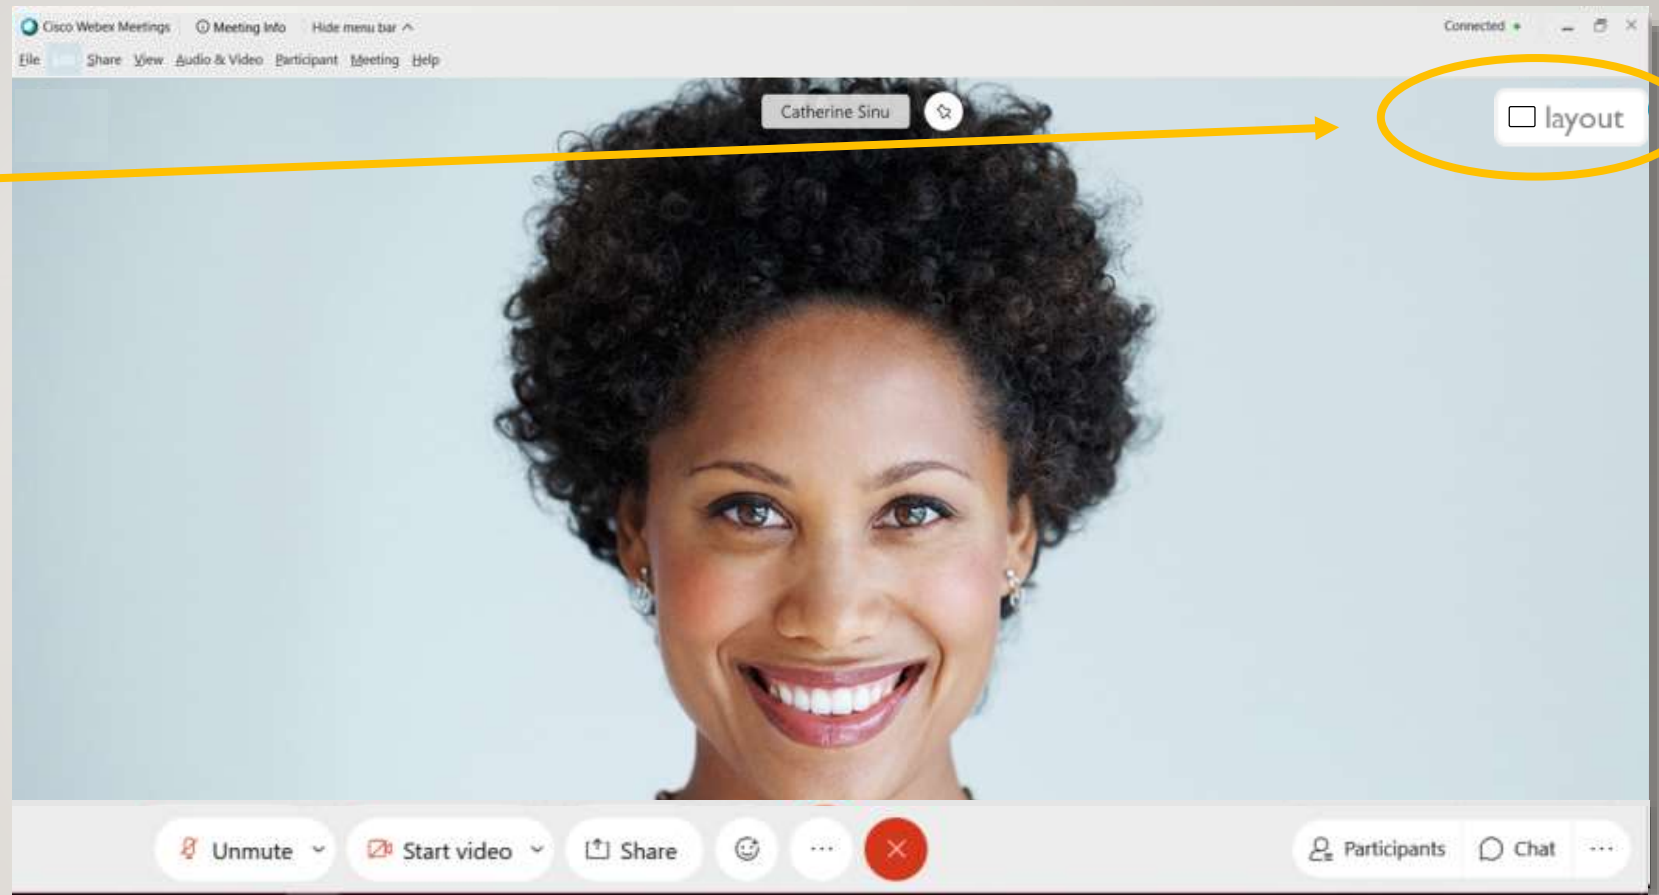 Cisco Webex Meetings Meeting Info Hide menu bar Connected
File Share View Audio & Video Participant Meeting Help
Catherine Sinu
layout
Unmute Start video Share Participants Chat